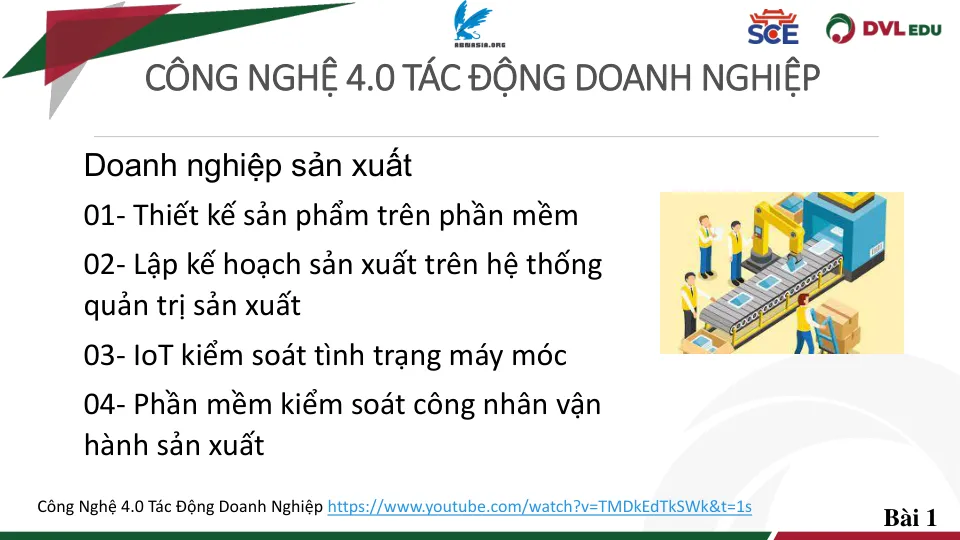 AUMASIA.ORG
SCE
DVL EDU
CÔNG NGHỆ 4.0 TÁC ĐỘNG DOANH NGHIỆP
Doanh nghiệp sản xuất
01- Thiết kế sản phẩm trên phần mềm
02- Lập kế hoạch sản xuất trên hệ thống
quản trị sản xuất
03- IoT kiểm soát tình trạng máy móc
04- Phần mềm kiểm soát công nhân vận
hành sản xuất
Công Nghệ 4.0 Tác Động Doanh Nghiệp https://www.youtube.com/watch?v=TMDkEdTkSWk&t=1s
Bài 1